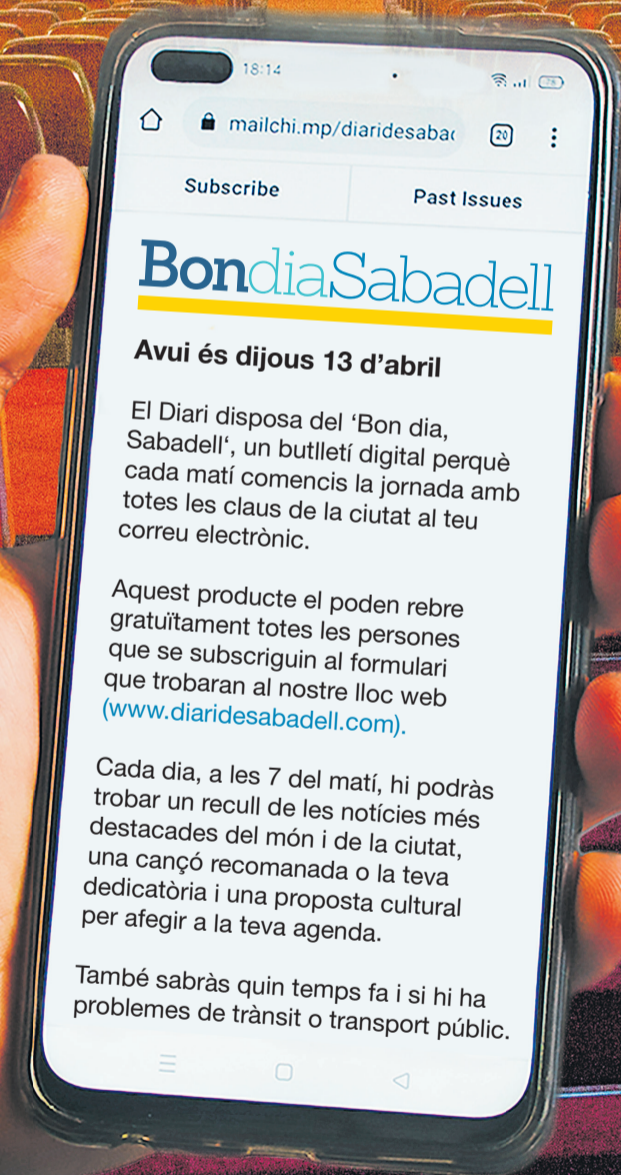 18:14
78
mailchi.mp/diaridesabac
20
Subscribe
Past Issues
BondiaSabadell
Avui és dijous 13 d’abril
El Diari disposa del ‘Bon dia,
Sabadell‘, un butlletí digital perquè
cada matí comencis la jornada amb
totes les claus de la ciutat al teu
correu electrònic.
Aquest producte el poden rebre
gratuïtament totes les persones
que se subscriguin al formulari
que trobaran al nostre lloc web
(www.diaridesabadell.com).
Cada dia, a les 7 del matí, hi podràs
trobar un recull de les notícies més
destacades del món i de la ciutat,
una cançó recomanada o la teva
dedicatòria i una proposta cultural
per afegir a la teva agenda.
També sabràs quin temps fa i si hi ha
problemes de trànsit o transport públic.